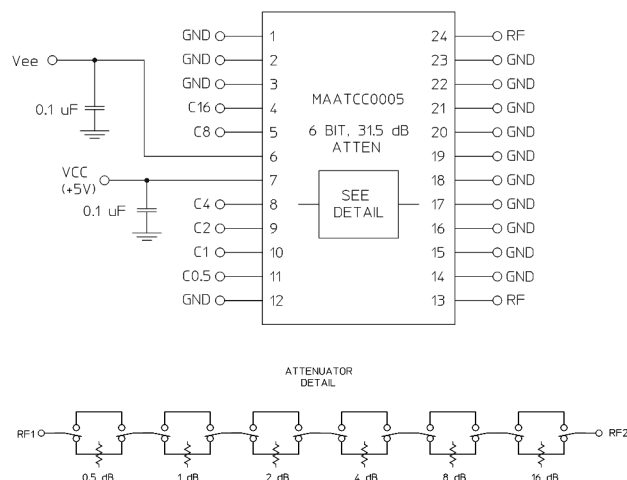 GND 1 24 RF
Vee GND 2 23 GND
GND 3 22 GND
MAATCC0005
0.1 uF C16 4 21 GND
C8 5 6 BIT, 31.5 dB 20 GND
ATTEN
6 19 GND
VCC 7 18 GND
(+5V)
SEE
0.1 uF C4 8 DETAIL 17 GND
C2 9 16 GND
C1 10 15 GND
C0.5 11 14 GND
GND 12 13 RF
ATTENUATOR
DETAIL
RF1 RF2
0.5 dB 1 dB 2 dB 4 dB 8 dB 16 dB